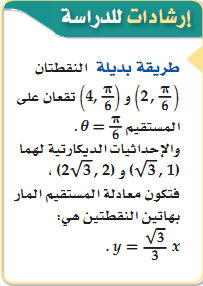 إرشادات للدراسة
طريقة بديلة النقطتان
(2, π/6) و (4, π/6) تقعان على
المستقيم θ = π/6 .
والإحداثيات الديكارتية لهما
(√3, 1) و (2√3, 2) ،
فتكون معادلة المستقيم المار
بهاتين النقطتين هي:
y = √3/3 x .